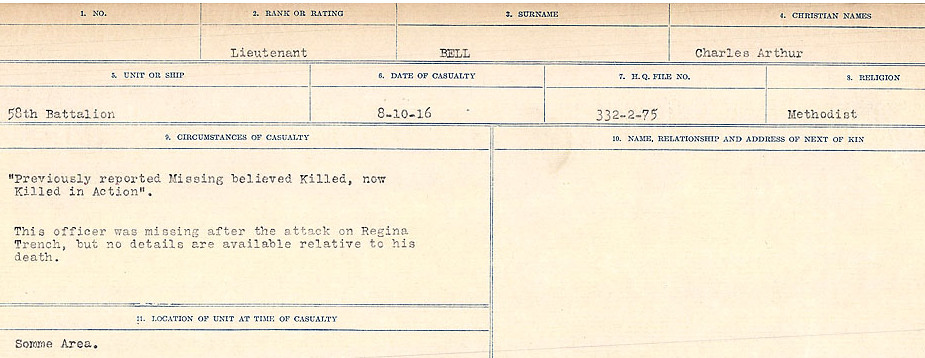 1. NO.
2. RANK OR RATING
3. SURNAME
4. CHRISTIAN NAMES
Lieutenant
BELL
Charles Arthur
5. UNIT OR SHIP
6. DATE OF CASUALTY
7. H.Q. FILE NO.
8. RELIGION
58th Battalion
8-10-16
332-2-75
Methodist
9. CIRCUMSTANCES OF CASUALTY
10. NAME, RELATIONSHIP AND ADDRESS OF NEXT OF KIN
"Previously reported Missing believed Killed, now
Killed in Action".
This officer was missing after the attack on Regina
Trench, but no details are available relative to his
death.
11. LOCATION OF UNIT AT TIME OF CASUALTY
Somme Area.